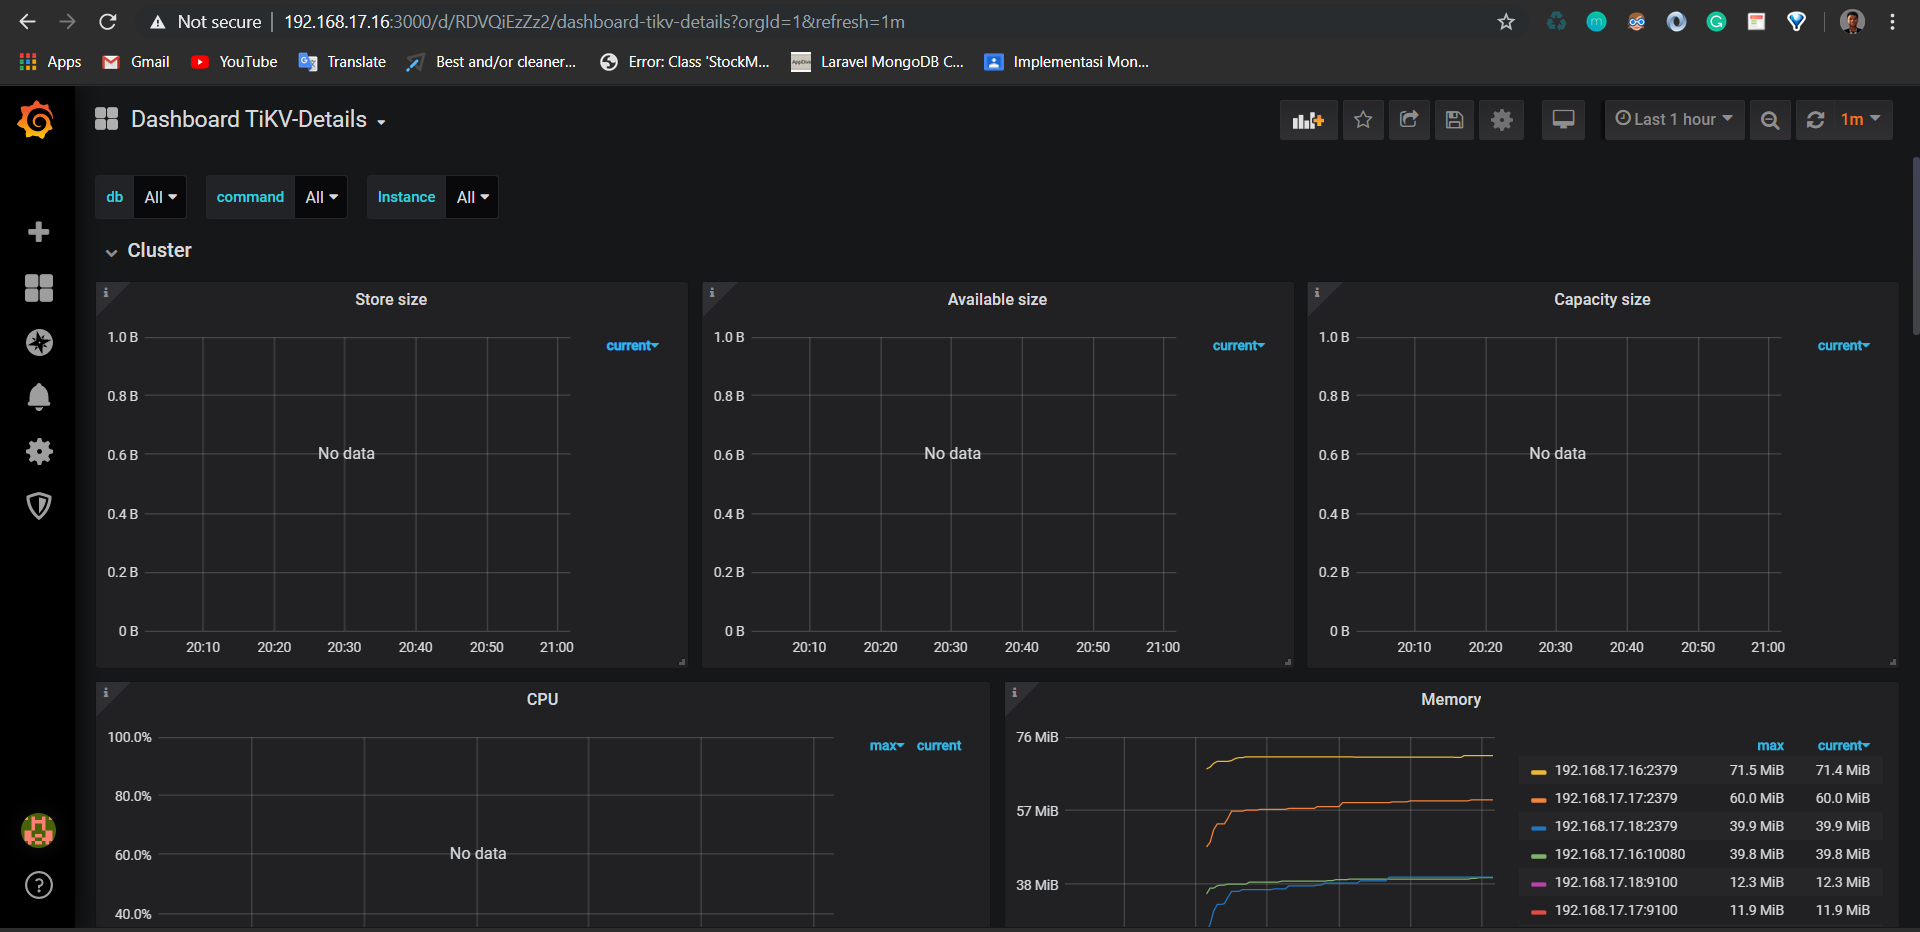 Not secure | 192.168.17.16:3000/d/RDVQiEzZz2/dashboard-tikv-details?orgId=1&refresh=1m
Apps Gmail YouTube Translate Best and/or cleaner... Error: Class 'StockM... Laravel MongoDB C... Implementasi Mon...
Dashboard TiKV-Details
Last 1 hour 1m
db All command All Instance All
Cluster
Store size
current
1.0 B
0.8 B
0.6 B
0.4 B
0.2 B
0 B
No data
20:10 20:20 20:30 20:40 20:50 21:00
Available size
current
1.0 B
0.8 B
0.6 B
0.4 B
0.2 B
0 B
No data
20:10 20:20 20:30 20:40 20:50 21:00
Capacity size
current
1.0 B
0.8 B
0.6 B
0.4 B
0.2 B
0 B
No data
20:10 20:20 20:30 20:40 20:50 21:00
CPU
max current
100.0%
80.0%
60.0%
40.0%
No data
Memory
76 MiB
57 MiB
38 MiB
max current
192.168.17.16:2379 71.5 MiB 71.4 MiB
192.168.17.17:2379 60.0 MiB 60.0 MiB
192.168.17.18:2379 39.9 MiB 39.9 MiB
192.168.17.16:10080 39.8 MiB 39.8 MiB
192.168.17.18:9100 12.3 MiB 12.3 MiB
192.168.17.17:9100 11.9 MiB 11.9 MiB